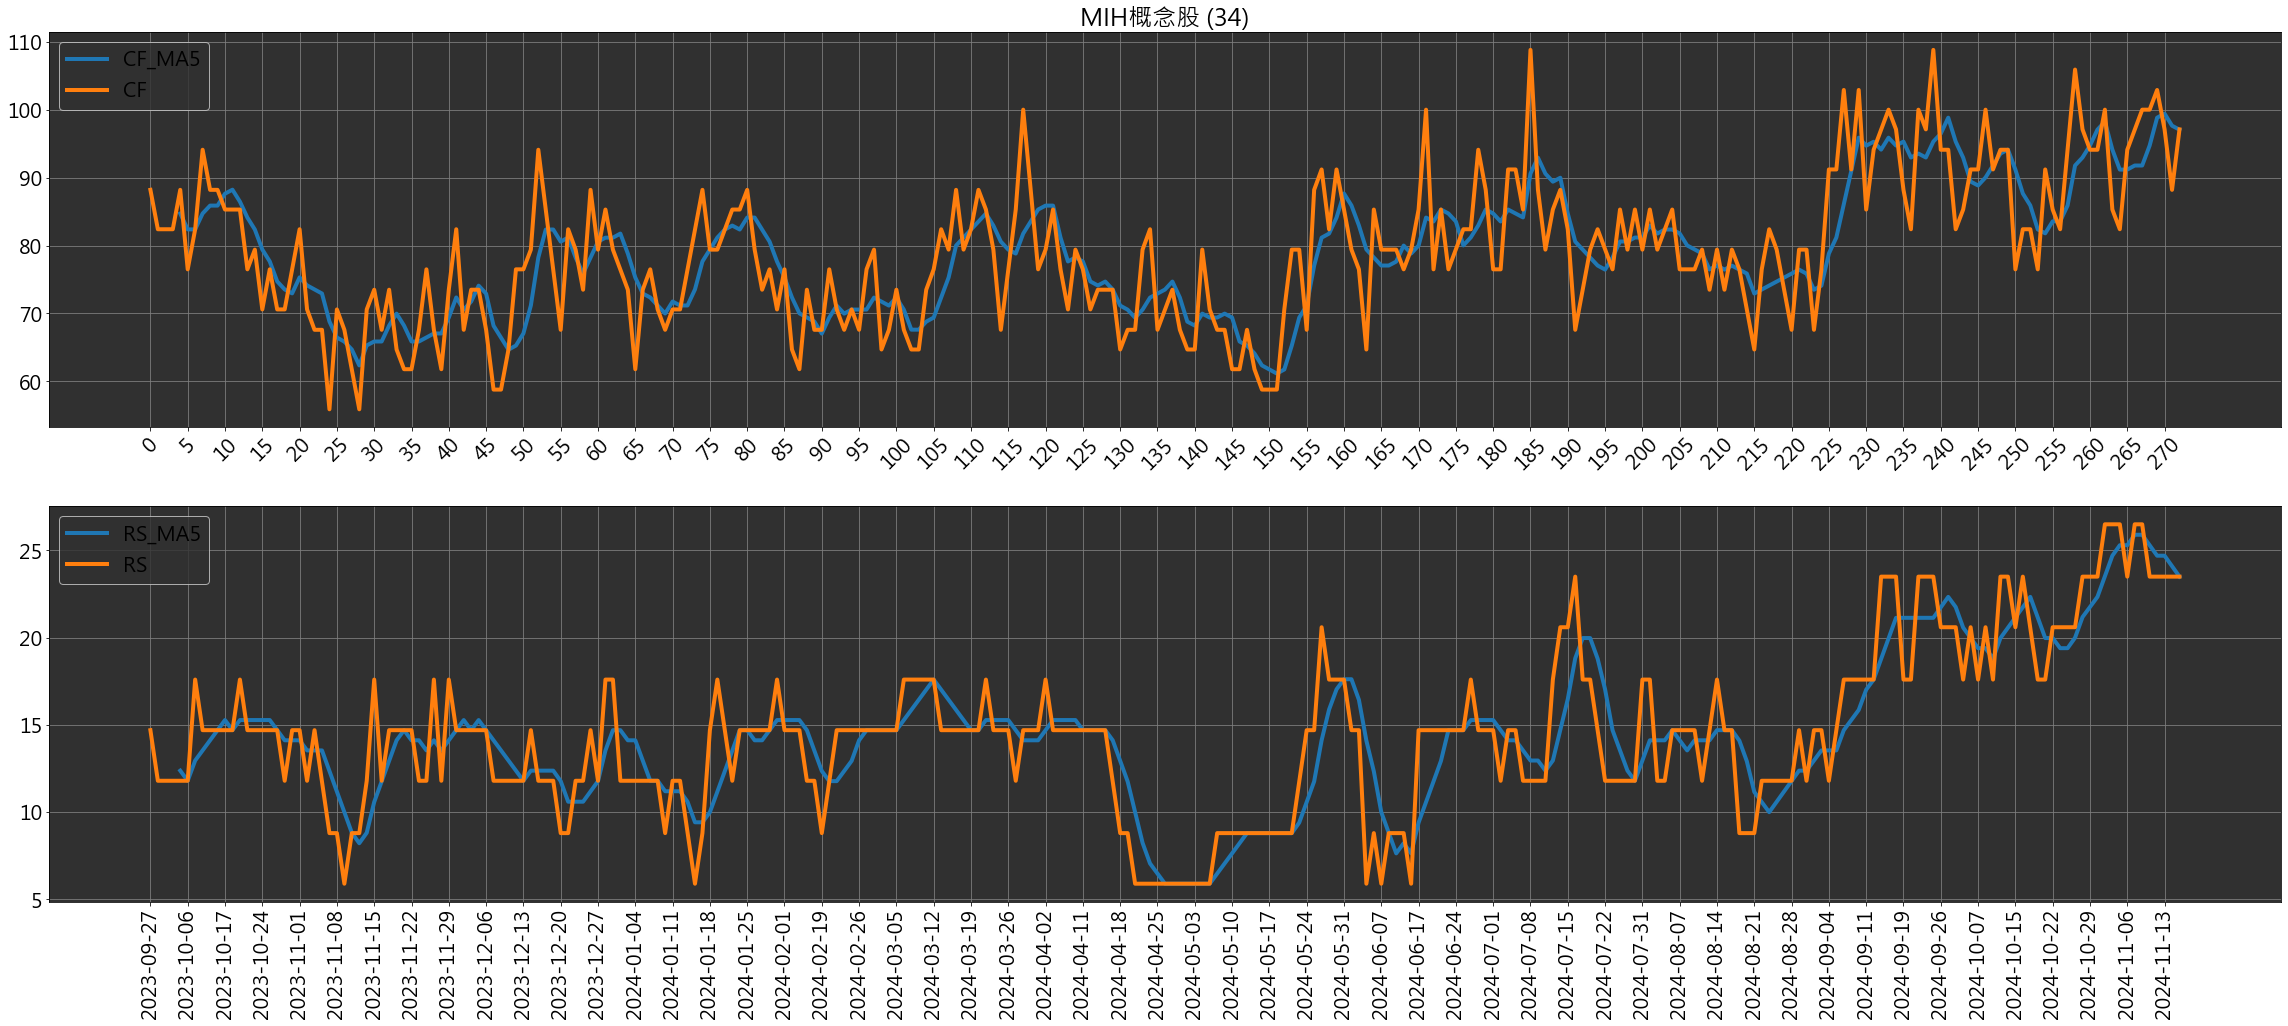 MIH概念股 (34)
CF_MA5
CF
110
100
90
80
70
60
0 5 10 15 20 25 30 35 40 45 50 55 60 65 70 75 80 85 90 95 100 105 110 115 120 125 130 135 140 145 150 155 160 165 170 175 180 185 190 195 200 205 210 215 220 225 230 235 240 245 250 255 260 265 270
RS_MA5
RS
25
20
15
10
5
2023-09-27 2023-10-06 2023-10-17 2023-10-24 2023-11-01 2023-11-08 2023-11-15 2023-11-22 2023-11-29 2023-12-06 2023-12-13 2023-12-20 2023-12-27 2024-01-04 2024-01-11 2024-01-18 2024-01-25 2024-02-01 2024-02-19 2024-02-26 2024-03-05 2024-03-12 2024-03-19 2024-03-26 2024-04-02 2024-04-11 2024-04-18 2024-04-25 2024-05-03 2024-05-10 2024-05-17 2024-05-24 2024-05-31 2024-06-07 2024-06-17 2024-06-24 2024-07-01 2024-07-08 2024-07-15 2024-07-22 2024-07-31 2024-08-07 2024-08-14 2024-08-21 2024-08-28 2024-09-04 2024-09-11 2024-09-19 2024-09-26 2024-10-07 2024-10-15 2024-10-22 2024-10-29 2024-11-06 2024-11-13